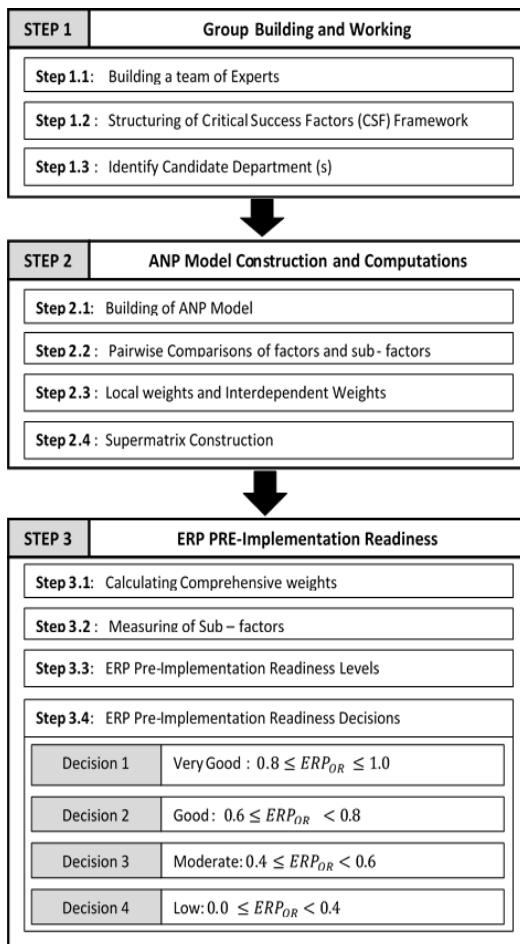 STEP 1 Group Building and Working
Step 1.1: Building a team of Experts
Step 1.2 : Structuring of Critical Success Factors (CSF) Framework
Step 1.3 : Identify Candidate Department (s)
STEP 2 ANP Model Construction and Computations
Step 2.1: Building of ANP Model
Step 2.2 : Pairwise Comparisons of factors and sub - factors
Step 2.3 : Local weights and Interdependent Weights
Step 2.4 : Supermatrix Construction
STEP 3 ERP PRE-Implementation Readiness
Step 3.1: Calculating Comprehensive weights
Step 3.2 : Measuring of Sub – factors
Step 3.3: ERP Pre-Implementation Readiness Levels
Step 3.4: ERP Pre-Implementation Readiness Decisions
Decision 1 Very Good : 0.8 ≤ ERP_OR ≤ 1.0
Decision 2 Good : 0.6 ≤ ERP_OR < 0.8
Decision 3 Moderate: 0.4 ≤ ERP_OR < 0.6
Decision 4 Low: 0.0 ≤ ERP_OR < 0.4